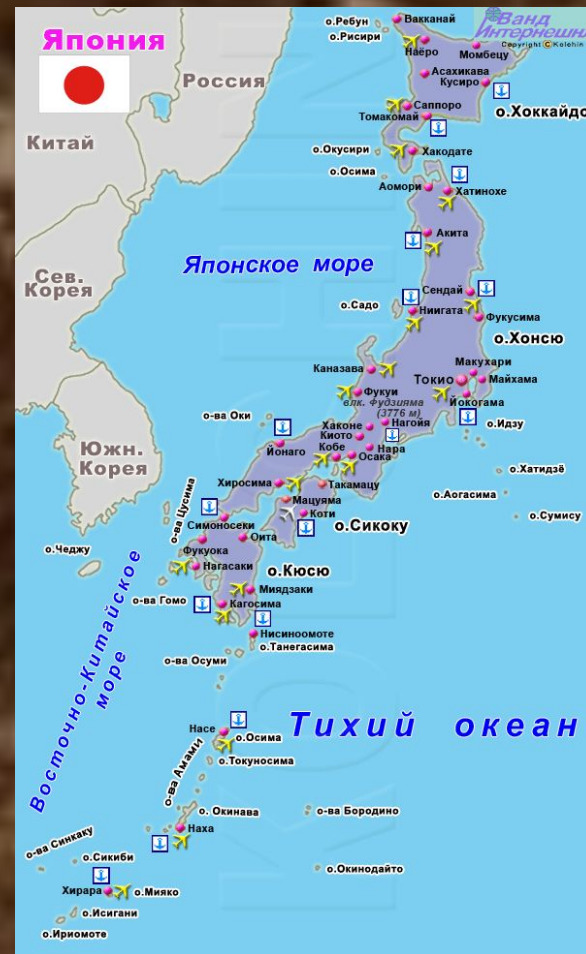 Япония
Ванд
Интернешнл
Copyright © Kolehin
о.Ребун
о.Рисири
Вакканай
Наёро
Момбецу
Асахикава
Кусиро
Россия
Саппоро
Томакомай
о.Хоккайдо
Китай
о.Окусири
Хакодате
о.Осима
Аомори
Хатинохе
Акита
Японское море
Сев.
Корея
Сендай
о.Садо
Ниигата
Фукусима
о.Хонсю
Каназава
Макухари
Токио
Майхама
Фукуи
влк. Фудзияма
(3776 м)
Йокогама
о-ва Оки
Хаконе
Нагойя
о.Идзу
Киото
Йонаго
Кобе
Нара
Осака
Южн.
Корея
о.Хатидзё
Хиросима
Такамацу
о.Аогасима
Мацуяма
о-ва Цусима
Коти
о.Сумису
Симоносеки
о.Сикоку
Оита
о.Чеджу
Фукуока
Нагасаки
о.Кюсю
Миядзаки
о-ва Гомо
Кагосима
Нисиноомоте
о.Танегасима
о-ва Осуми
Восточно-Китайское
море
Тихий океан
Насе
о.Осима
о-ва Амами
о.Токуносима
о. Окинава
о-ва Бородино
Наха
о-ва Синкаку
о.Сикиби
о.Окинодайто
Хирара
о.Мияко
о.Исигани
о.Ириомоте